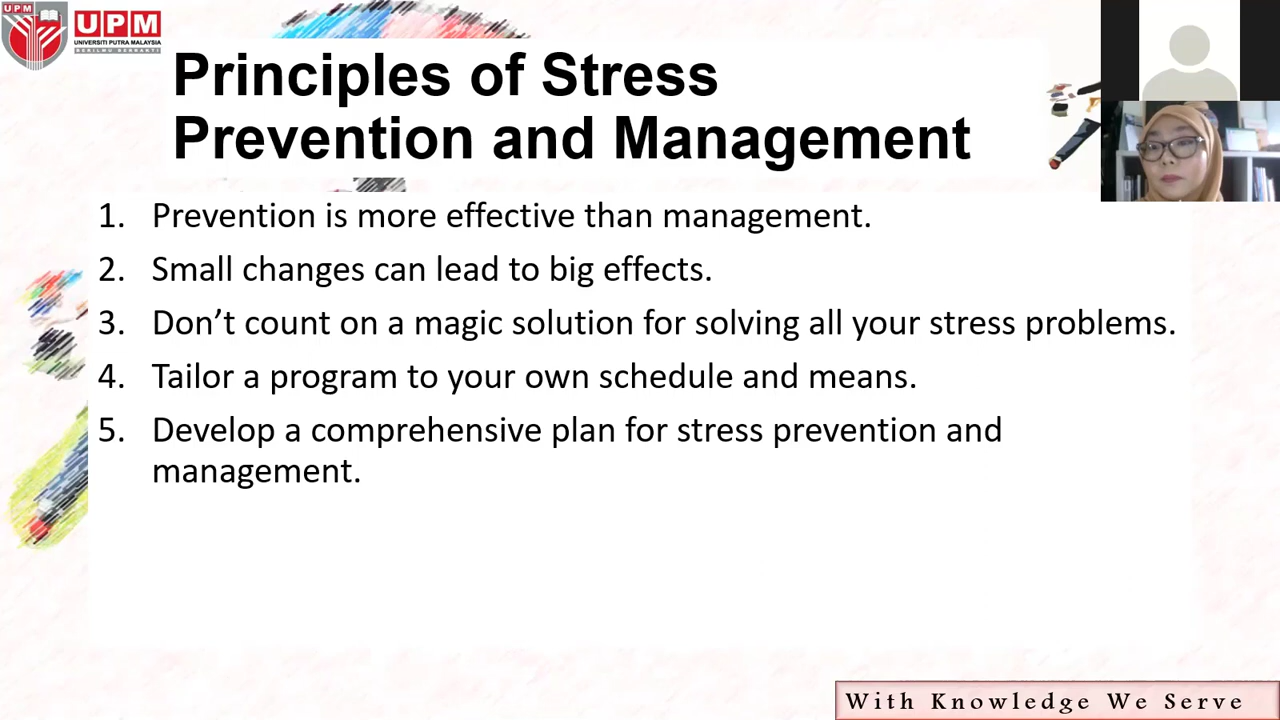 UPM
UPM
UNIVERSITI PUTRA MALAYSIA
BERILMU BERBAKTI
Principles of Stress
Prevention and Management
1. Prevention is more effective than management.
2. Small changes can lead to big effects.
3. Don’t count on a magic solution for solving all your stress problems.
4. Tailor a program to your own schedule and means.
5. Develop a comprehensive plan for stress prevention and
management.
With Knowledge We Serve